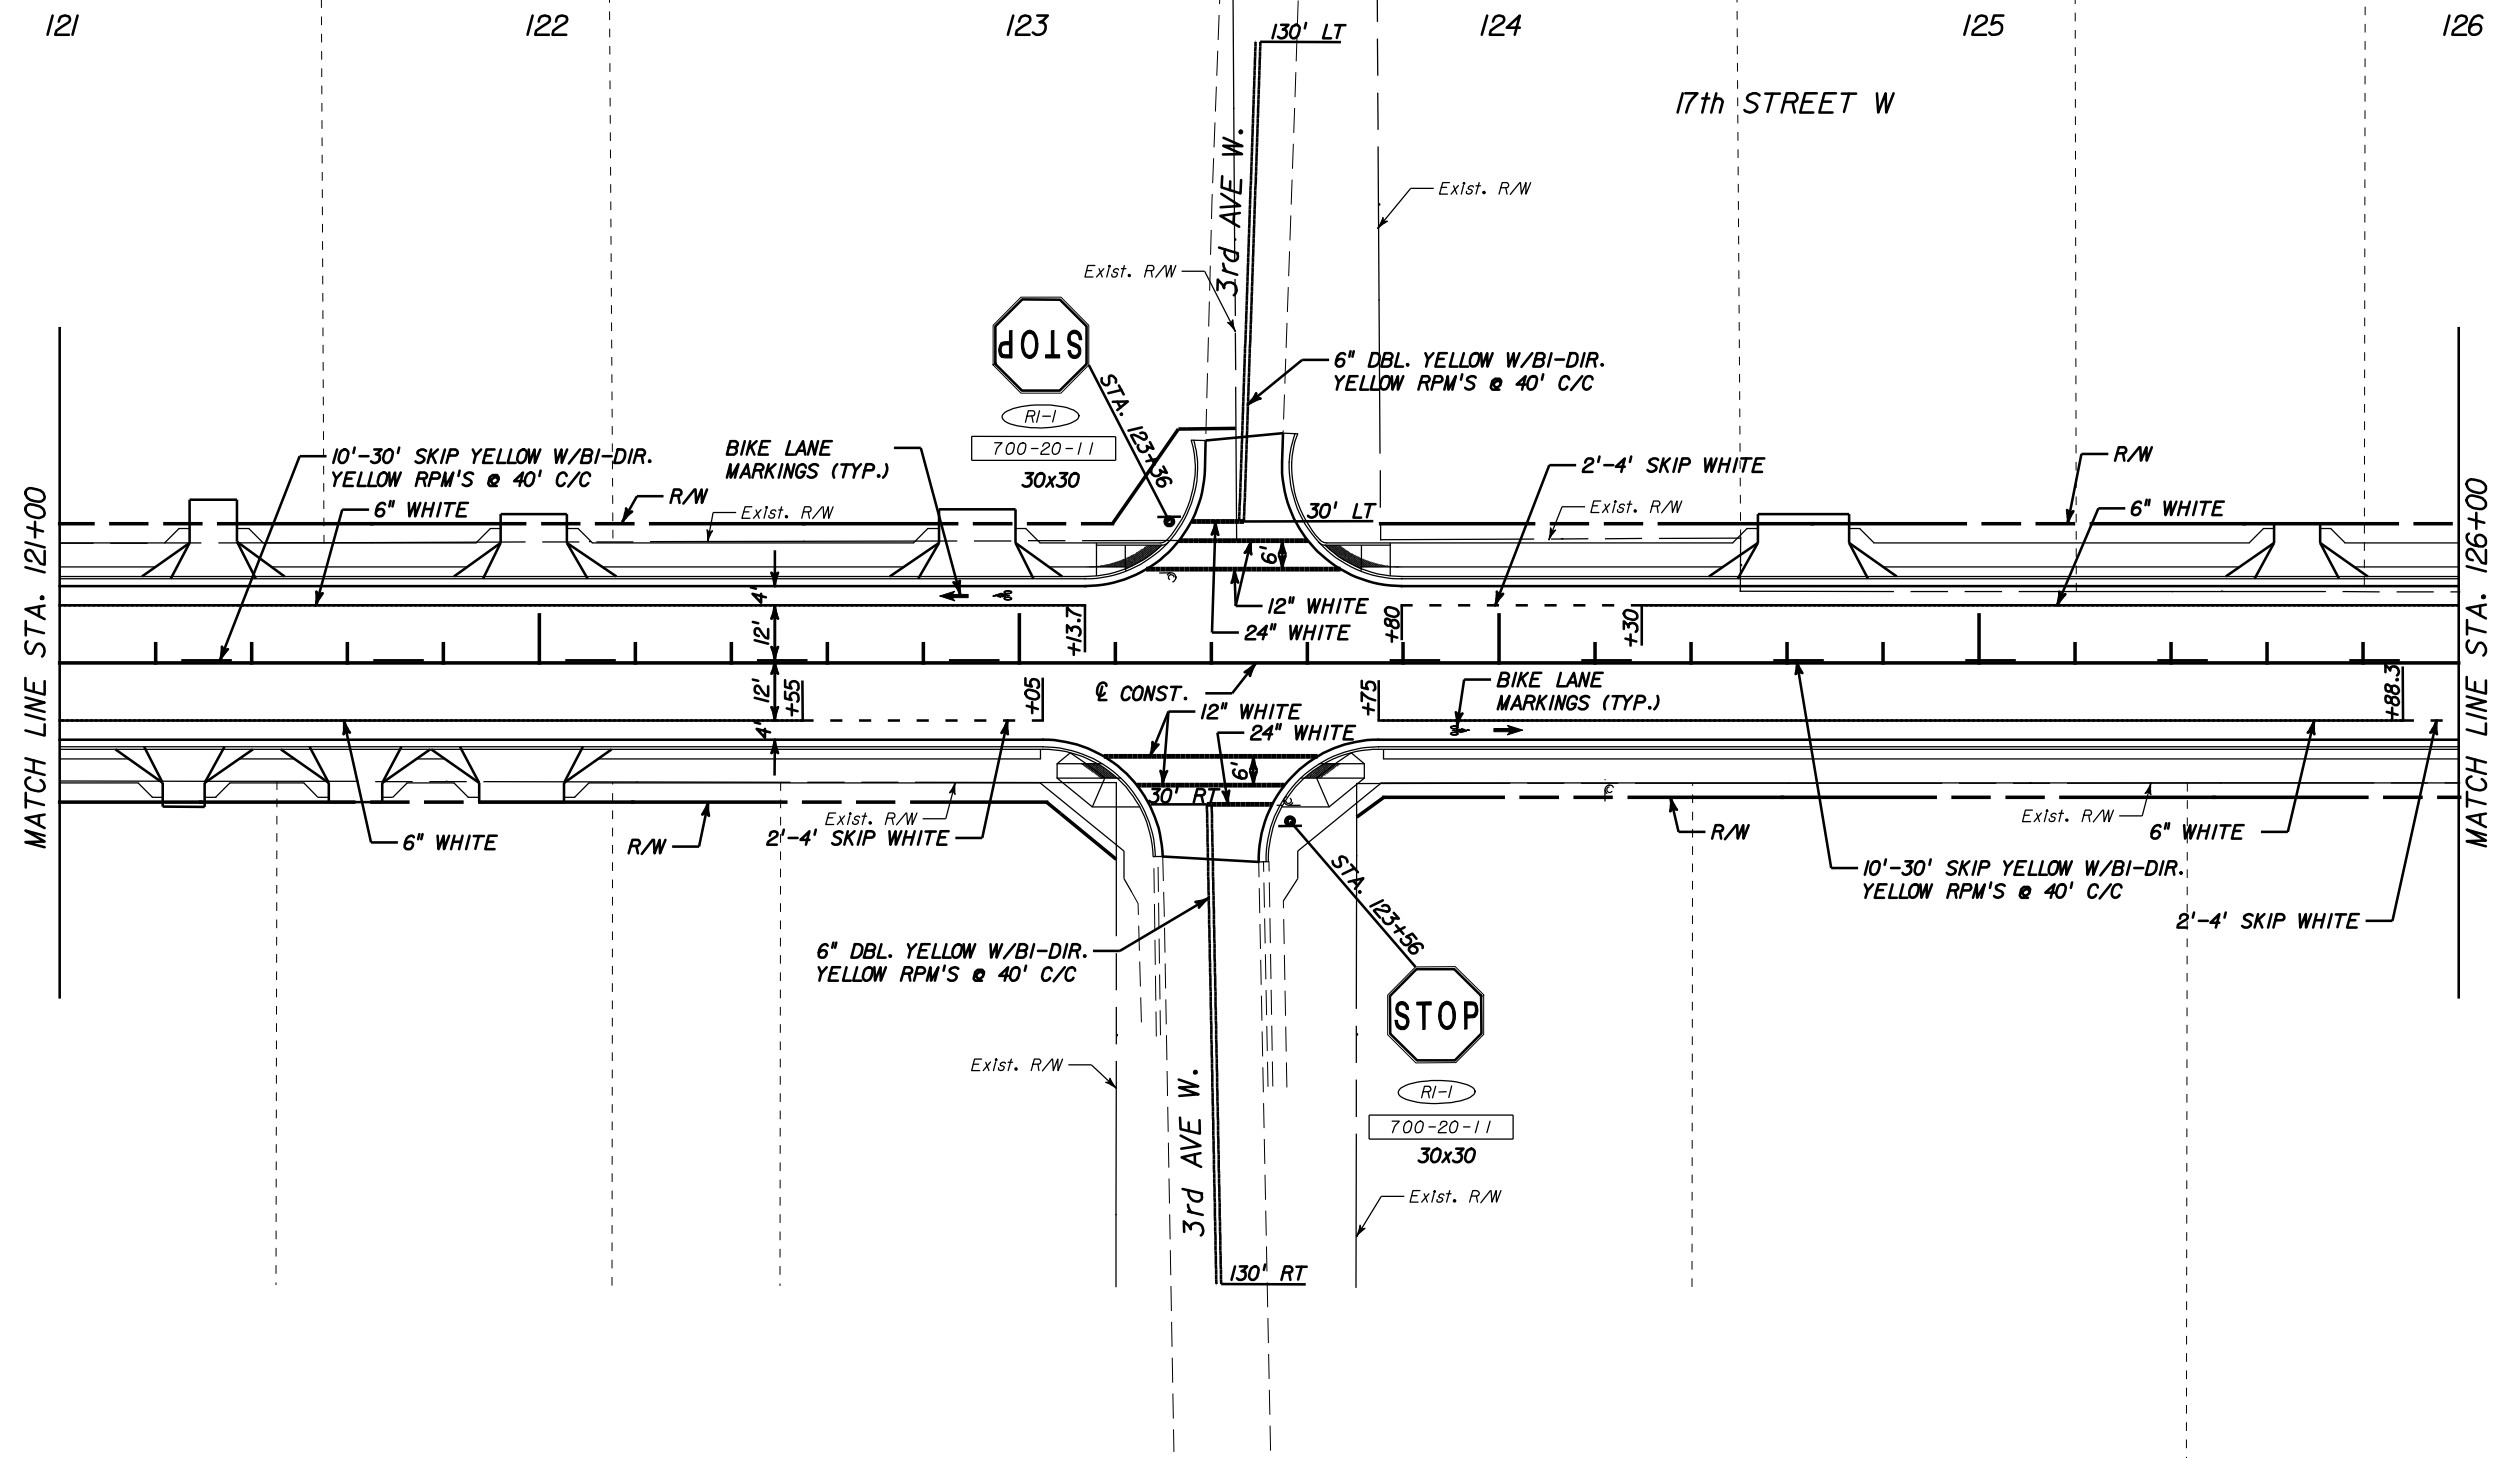 121
122
123
124
125
126
130' LT
17th STREET W
3rd AVE W.
Exist. R/W
Exist. R/W
STOP
R1-1
700-20-11
30x30
STA. 123+36
6" DBL. YELLOW W/BI-DIR.
YELLOW RPM'S @ 40' C/C
10'-30' SKIP YELLOW W/BI-DIR.
YELLOW RPM'S @ 40' C/C
6" WHITE
R/W
Exist. R/W
BIKE LANE
MARKINGS (TYP.)
2'-4' SKIP WHITE
Exist. R/W
R/W
6" WHITE
30' LT
6'
12" WHITE
24" WHITE
MATCH LINE STA. 121+00
MATCH LINE STA. 126+00
4'
12'
12'
4'
+13.7
+80
+30
+55
+05
+75
+88.3
℄ CONST.
BIKE LANE
MARKINGS (TYP.)
12" WHITE
24" WHITE
6'
30' RT
6" WHITE
R/W
Exist. R/W
2'-4' SKIP WHITE
R/W
Exist. R/W
6" WHITE
10'-30' SKIP YELLOW W/BI-DIR.
YELLOW RPM'S @ 40' C/C
2'-4' SKIP WHITE
STA. 123+56
6" DBL. YELLOW W/BI-DIR.
YELLOW RPM'S @ 40' C/C
STOP
R1-1
700-20-11
30x30
Exist. R/W
3rd AVE W.
Exist. R/W
130' RT